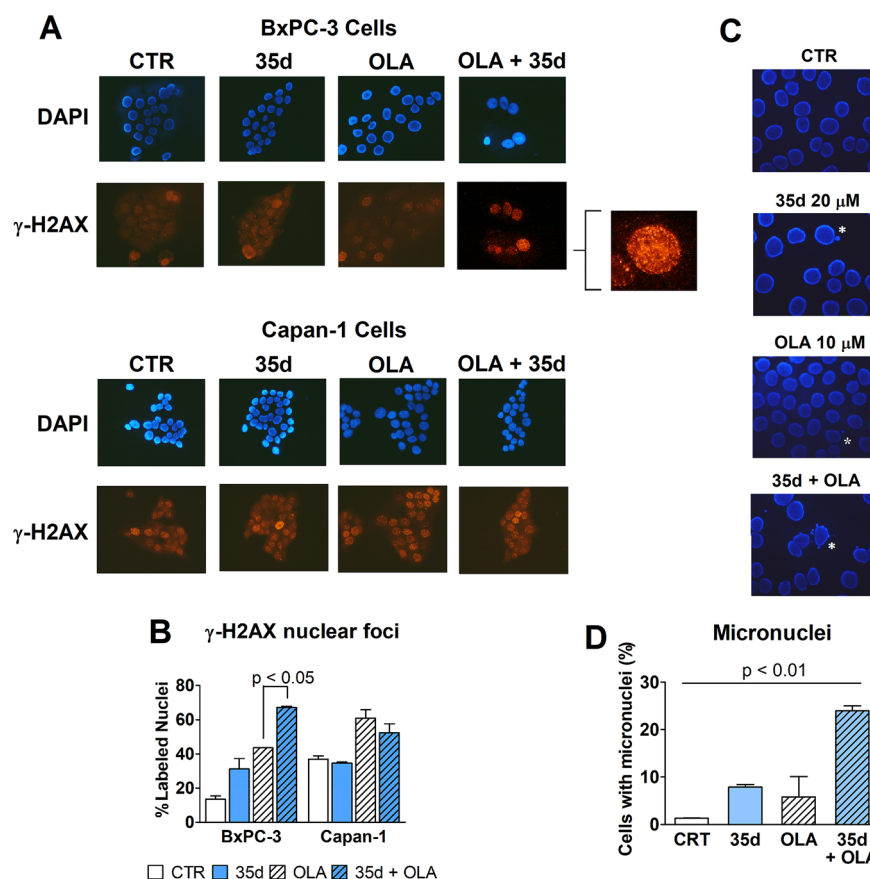 A
BxPC-3 Cells
CTR 35d OLA OLA + 35d
DAPI
γ-H2AX
Capan-1 Cells
CTR 35d OLA OLA + 35d
DAPI
γ-H2AX
C
CTR
35d 20 μM
*
OLA 10 μM
*
35d + OLA
*
B γ-H2AX nuclear foci
% Labeled Nuclei
80
60
40
20
0
p < 0.05
BxPC-3 Capan-1
CTR 35d OLA 35d + OLA
D Micronuclei
Cells with micronuclei (%)
30
20
10
0
p < 0.01
CRT 35d OLA 35d
+ OLA